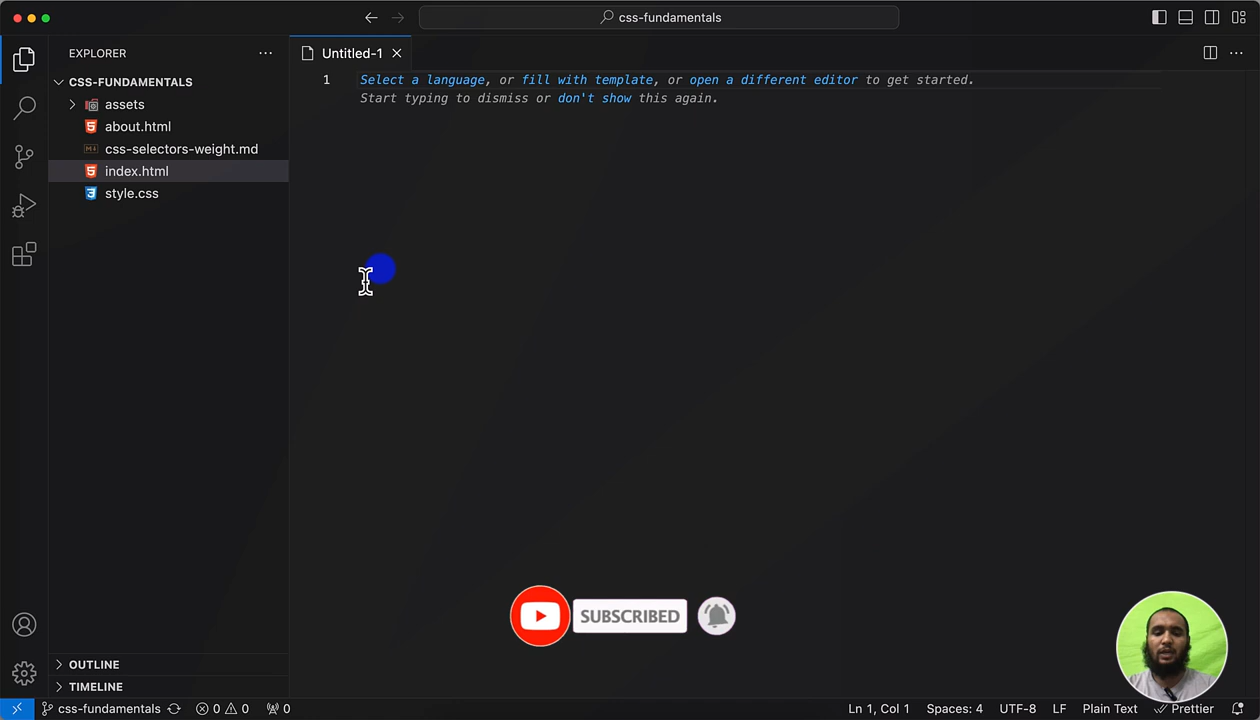 css-fundamentals
EXPLORER
CSS-FUNDAMENTALS
assets
about.html
css-selectors-weight.md
index.html
style.css
OUTLINE
TIMELINE
Untitled-1
1
Select a language, or fill with template, or open a different editor to get started.
Start typing to dismiss or don't show this again.
SUBSCRIBED
css-fundamentals 0 0 0 Ln 1, Col 1 Spaces: 4 UTF-8 LF Plain Text Prettier